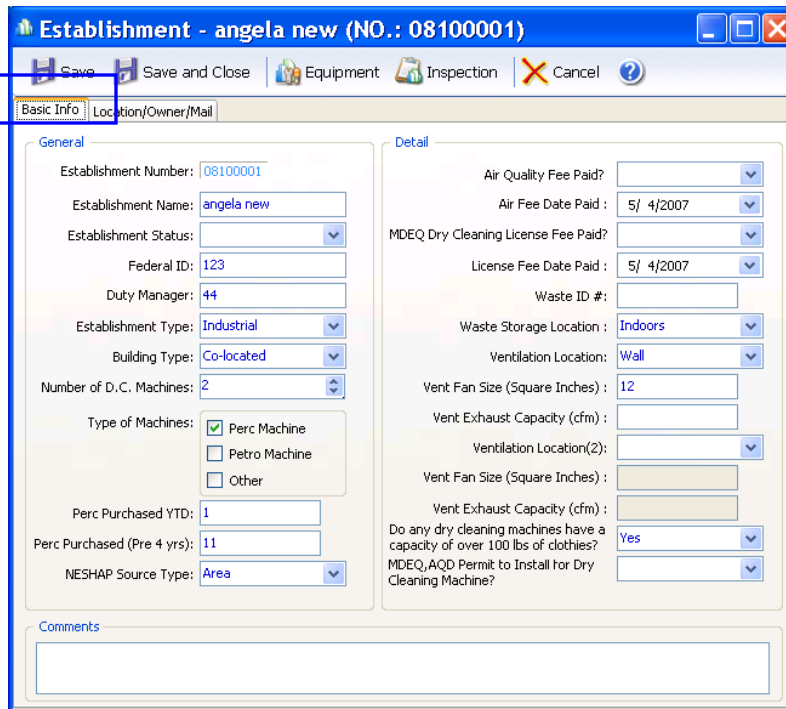 Establishment - angela new (NO.: 08100001)
Save Save and Close Equipment Inspection Cancel ?
Basic Info Location/Owner/Mail
General
Establishment Number: 08100001
Establishment Name: angela new
Establishment Status:
Federal ID: 123
Duty Manager: 44
Establishment Type: Industrial
Building Type: Co-located
Number of D.C. Machines: 2
Type of Machines: Perc Machine
Petro Machine
Other
Perc Purchased YTD: 1
Perc Purchased (Pre 4 yrs): 11
NESHAP Source Type: Area
Detail
Air Quality Fee Paid?
Air Fee Date Paid : 5/ 4/2007
MDEQ Dry Cleaning License Fee Paid?
License Fee Date Paid : 5/ 4/2007
Waste ID #:
Waste Storage Location : Indoors
Ventilation Location: Wall
Vent Fan Size (Square Inches) : 12
Vent Exhaust Capacity (cfm) :
Ventilation Location(2):
Vent Fan Size (Square Inches) :
Vent Exhaust Capacity (cfm) :
Do any dry cleaning machines have a
capacity of over 100 lbs of clothies? Yes
MDEQ,AQD Permit to Install for Dry
Cleaning Machine?
Comments